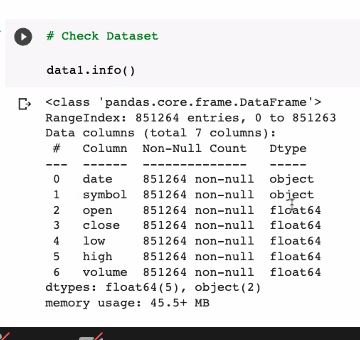 # Check Dataset
data1.info()
<class 'pandas.core.frame.DataFrame'>
RangeIndex: 851264 entries, 0 to 851263
Data columns (total 7 columns):
 #   Column  Non-Null Count   Dtype
---  ------  --------------   -----
 0   date    851264 non-null  object
 1   symbol  851264 non-null  object
 2   open    851264 non-null  float64
 3   close   851264 non-null  float64
 4   low     851264 non-null  float64
 5   high    851264 non-null  float64
 6   volume  851264 non-null  float64
dtypes: float64(5), object(2)
memory usage: 45.5+ MB